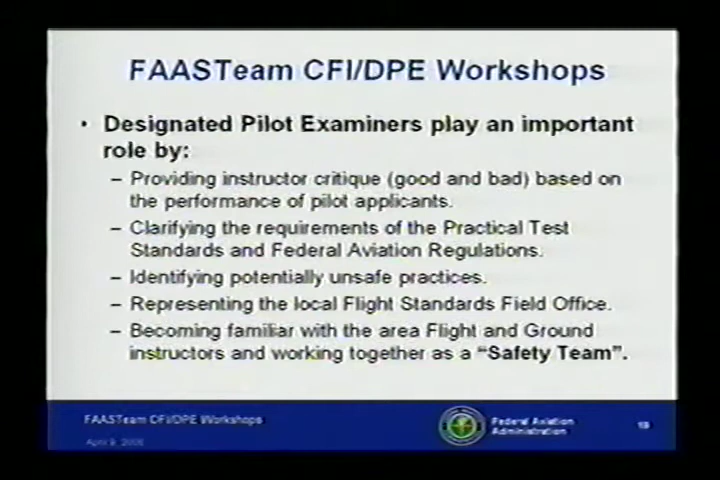 FAASTeam CFI/DPE Workshops
• Designated Pilot Examiners play an important
role by:
– Providing instructor critique (good and bad) based on
the performance of pilot applicants.
– Clarifying the requirements of the Practical Test
Standards and Federal Aviation Regulations.
– Identifying potentially unsafe practices.
– Representing the local Flight Standards Field Office.
– Becoming familiar with the area Flight and Ground
instructors and working together as a "Safety Team".
FAASTeam CFI/DPE Workshops
April 9,
Federal Aviation
Administration